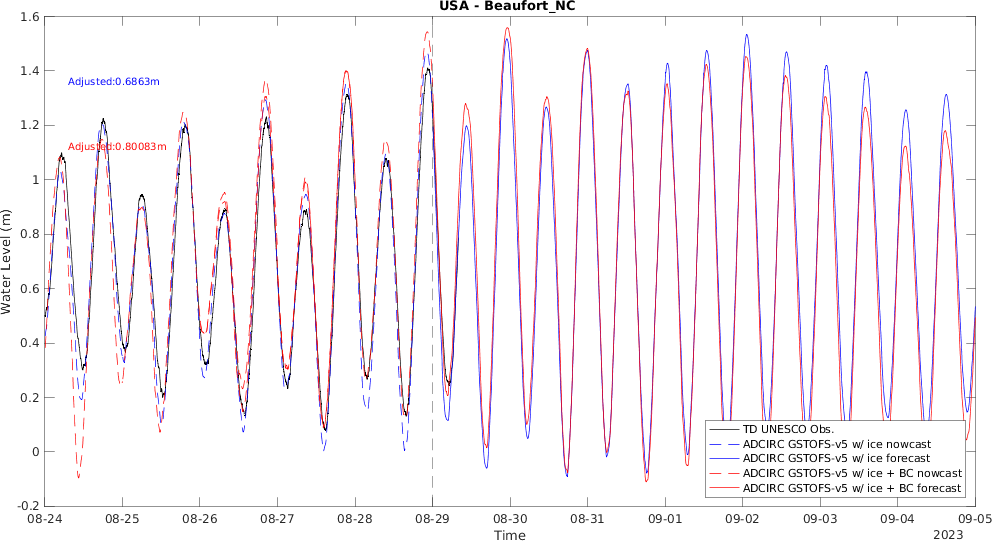 USA - Beaufort_NC
1.6
1.4
1.2
1
0.8
0.6
0.4
0.2
0
-0.2
Water Level (m)
Adjusted:0.6863m
Adjusted:0.80083m
TD UNESCO Obs.
ADCIRC GSTOFS-v5 w/ ice nowcast
ADCIRC GSTOFS-v5 w/ ice forecast
ADCIRC GSTOFS-v5 w/ ice + BC nowcast
ADCIRC GSTOFS-v5 w/ ice + BC forecast
08-24 08-25 08-26 08-27 08-28 08-29 08-30 08-31 09-01 09-02 09-03 09-04 09-05
Time
2023